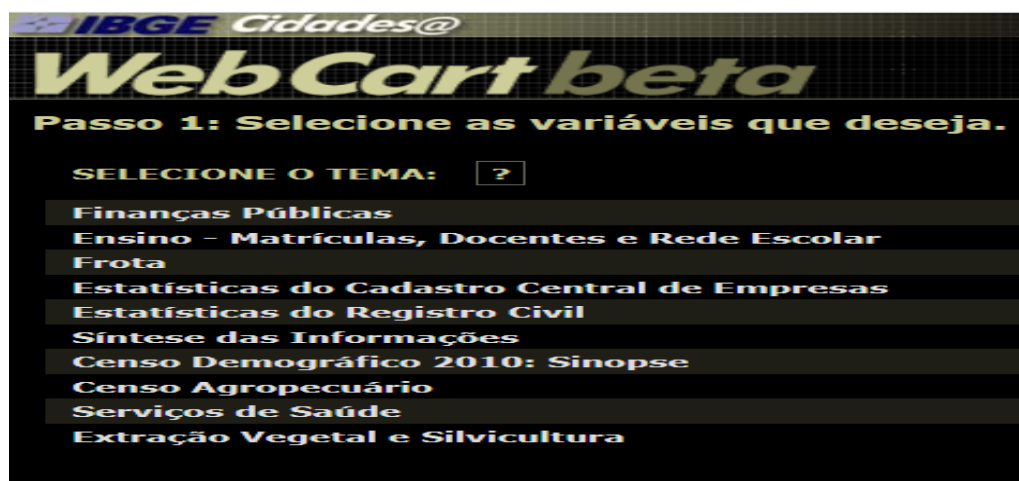 IBGE Cidades@
WebCart beta
Passo 1: Selecione as variáveis que deseja.
SELECIONE O TEMA: ?
Finanças Públicas
Ensino - Matrículas, Docentes e Rede Escolar
Frota
Estatísticas do Cadastro Central de Empresas
Estatísticas do Registro Civil
Síntese das Informações
Censo Demográfico 2010: Sinopse
Censo Agropecuário
Serviços de Saúde
Extração Vegetal e Silvicultura